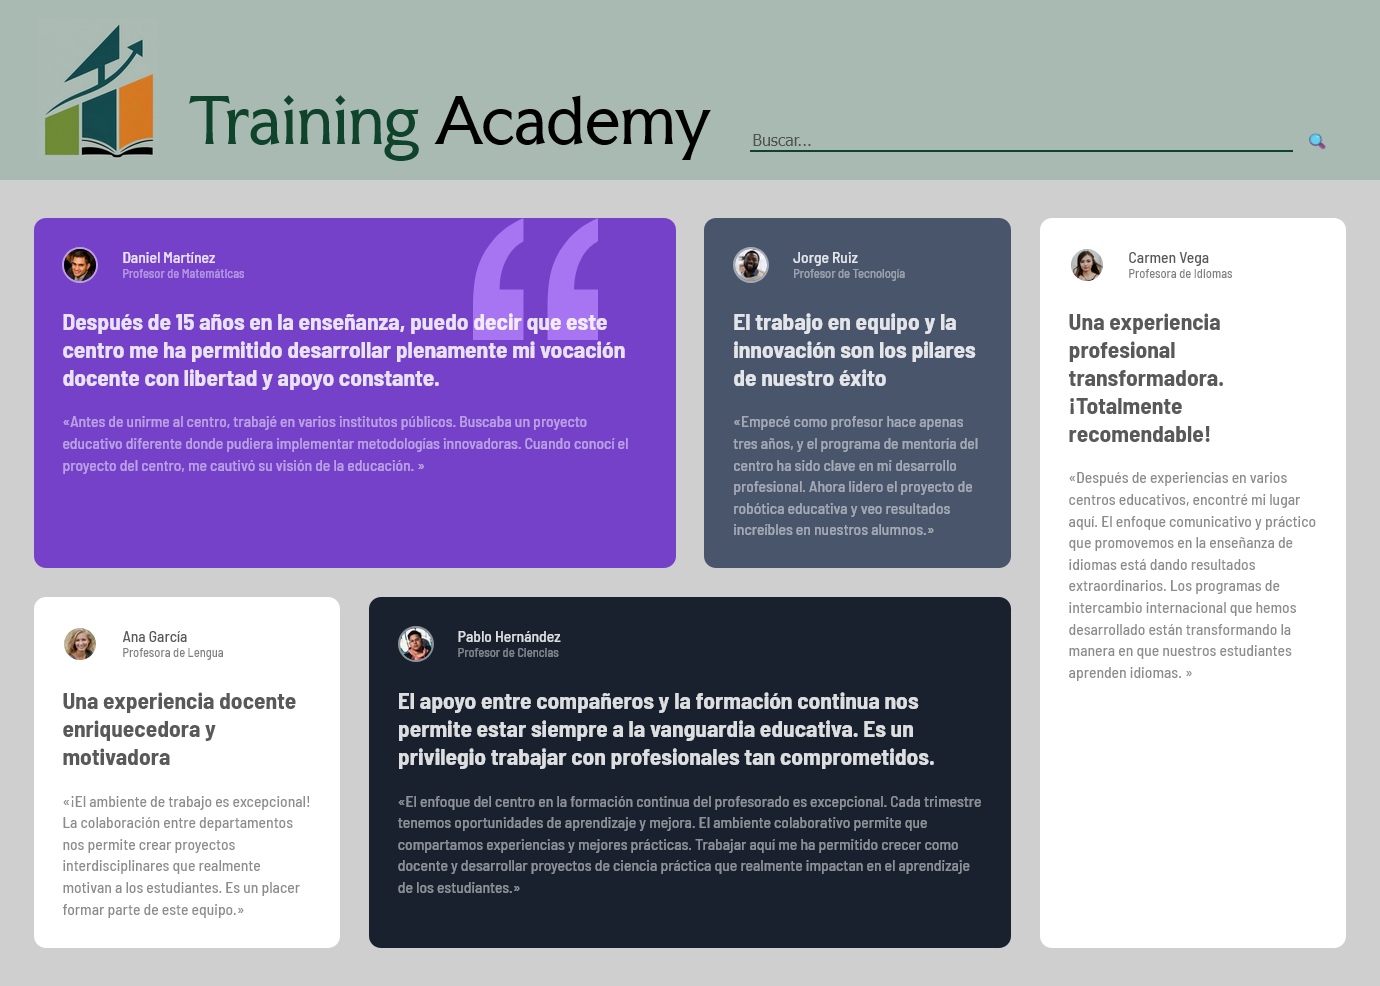 Training Academy
Buscar...
Daniel Martínez
Profesor de Matemáticas
Después de 15 años en la enseñanza, puedo decir que este
centro me ha permitido desarrollar plenamente mi vocación
docente con libertad y apoyo constante.
«Antes de unirme al centro, trabajé en varios institutos públicos. Buscaba un proyecto
educativo diferente donde pudiera implementar metodologías innovadoras. Cuando conocí el
proyecto del centro, me cautivó su visión de la educación. »
Jorge Ruiz
Profesor de Tecnología
El trabajo en equipo y la
innovación son los pilares
de nuestro éxito
«Empecé como profesor hace apenas
tres años, y el programa de mentoría del
centro ha sido clave en mi desarrollo
profesional. Ahora lidero el proyecto de
robótica educativa y veo resultados
increíbles en nuestros alumnos.»
Carmen Vega
Profesora de Idiomas
Una experiencia
profesional
transformadora.
¡Totalmente
recomendable!
«Después de experiencias en varios
centros educativos, encontré mi lugar
aquí. El enfoque comunicativo y práctico
que promovemos en la enseñanza de
idiomas está dando resultados
extraordinarios. Los programas de
intercambio internacional que hemos
desarrollado están transformando la
manera en que nuestros estudiantes
aprenden idiomas. »
Ana García
Profesora de Lengua
Una experiencia docente
enriquecedora y
motivadora
«¡El ambiente de trabajo es excepcional!
La colaboración entre departamentos
nos permite crear proyectos
interdisciplinares que realmente
motivan a los estudiantes. Es un placer
formar parte de este equipo.»
Pablo Hernández
Profesor de Ciencias
El apoyo entre compañeros y la formación continua nos
permite estar siempre a la vanguardia educativa. Es un
privilegio trabajar con profesionales tan comprometidos.
«El enfoque del centro en la formación continua del profesorado es excepcional. Cada trimestre
tenemos oportunidades de aprendizaje y mejora. El ambiente colaborativo permite que
compartamos experiencias y mejores prácticas. Trabajar aquí me ha permitido crecer como
docente y desarrollar proyectos de ciencia práctica que realmente impactan en el aprendizaje
de los estudiantes.»